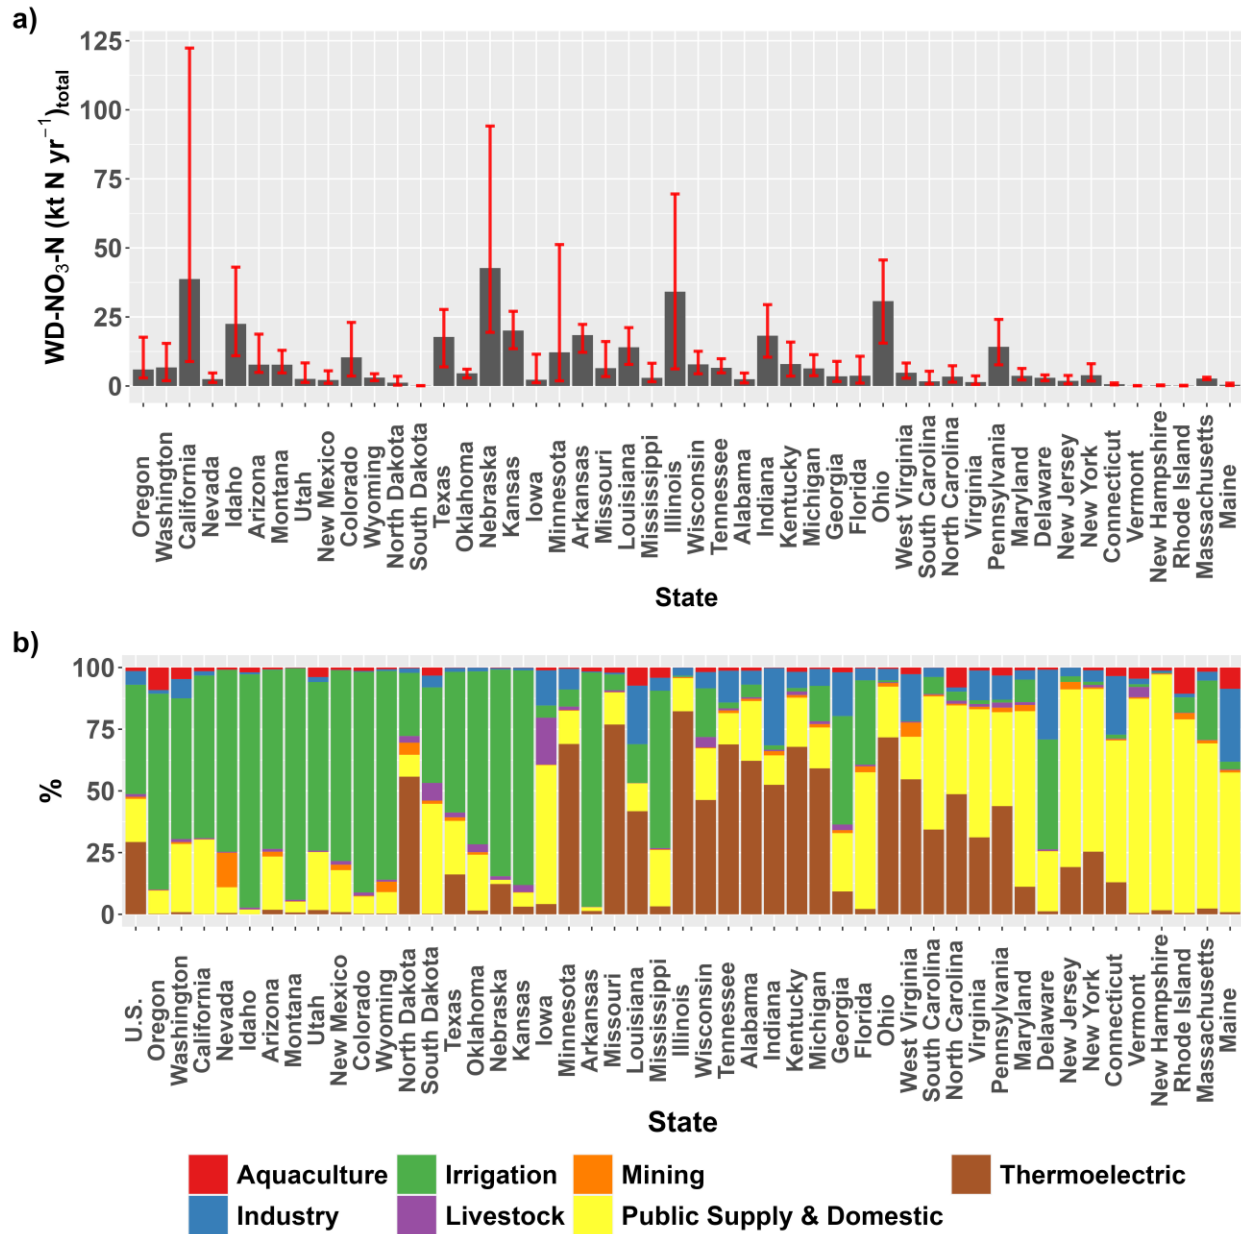 a)
WD-NO₃-N (kt N yr⁻¹)total
125
100
75
50
25
0
Oregon
Washington
California
Nevada
Idaho
Arizona
Montana
Utah
New Mexico
Colorado
Wyoming
North Dakota
South Dakota
Texas
Oklahoma
Nebraska
Kansas
Iowa
Minnesota
Arkansas
Missouri
Louisiana
Mississippi
Illinois
Wisconsin
Tennessee
Alabama
Indiana
Kentucky
Michigan
Georgia
Florida
Ohio
West Virginia
South Carolina
North Carolina
Virginia
Pennsylvania
Maryland
Delaware
New Jersey
New York
Connecticut
Vermont
New Hampshire
Rhode Island
Massachusetts
Maine
State
b)
%
100
75
50
25
0
U.S.
Oregon
Washington
California
Nevada
Idaho
Arizona
Montana
Utah
New Mexico
Colorado
Wyoming
North Dakota
South Dakota
Texas
Oklahoma
Nebraska
Kansas
Iowa
Minnesota
Arkansas
Missouri
Louisiana
Mississippi
Illinois
Wisconsin
Tennessee
Alabama
Indiana
Kentucky
Michigan
Georgia
Florida
Ohio
West Virginia
South Carolina
North Carolina
Virginia
Pennsylvania
Maryland
Delaware
New Jersey
New York
Connecticut
Vermont
New Hampshire
Rhode Island
Massachusetts
Maine
State
Aquaculture Irrigation Mining Thermoelectric
Industry Livestock Public Supply & Domestic